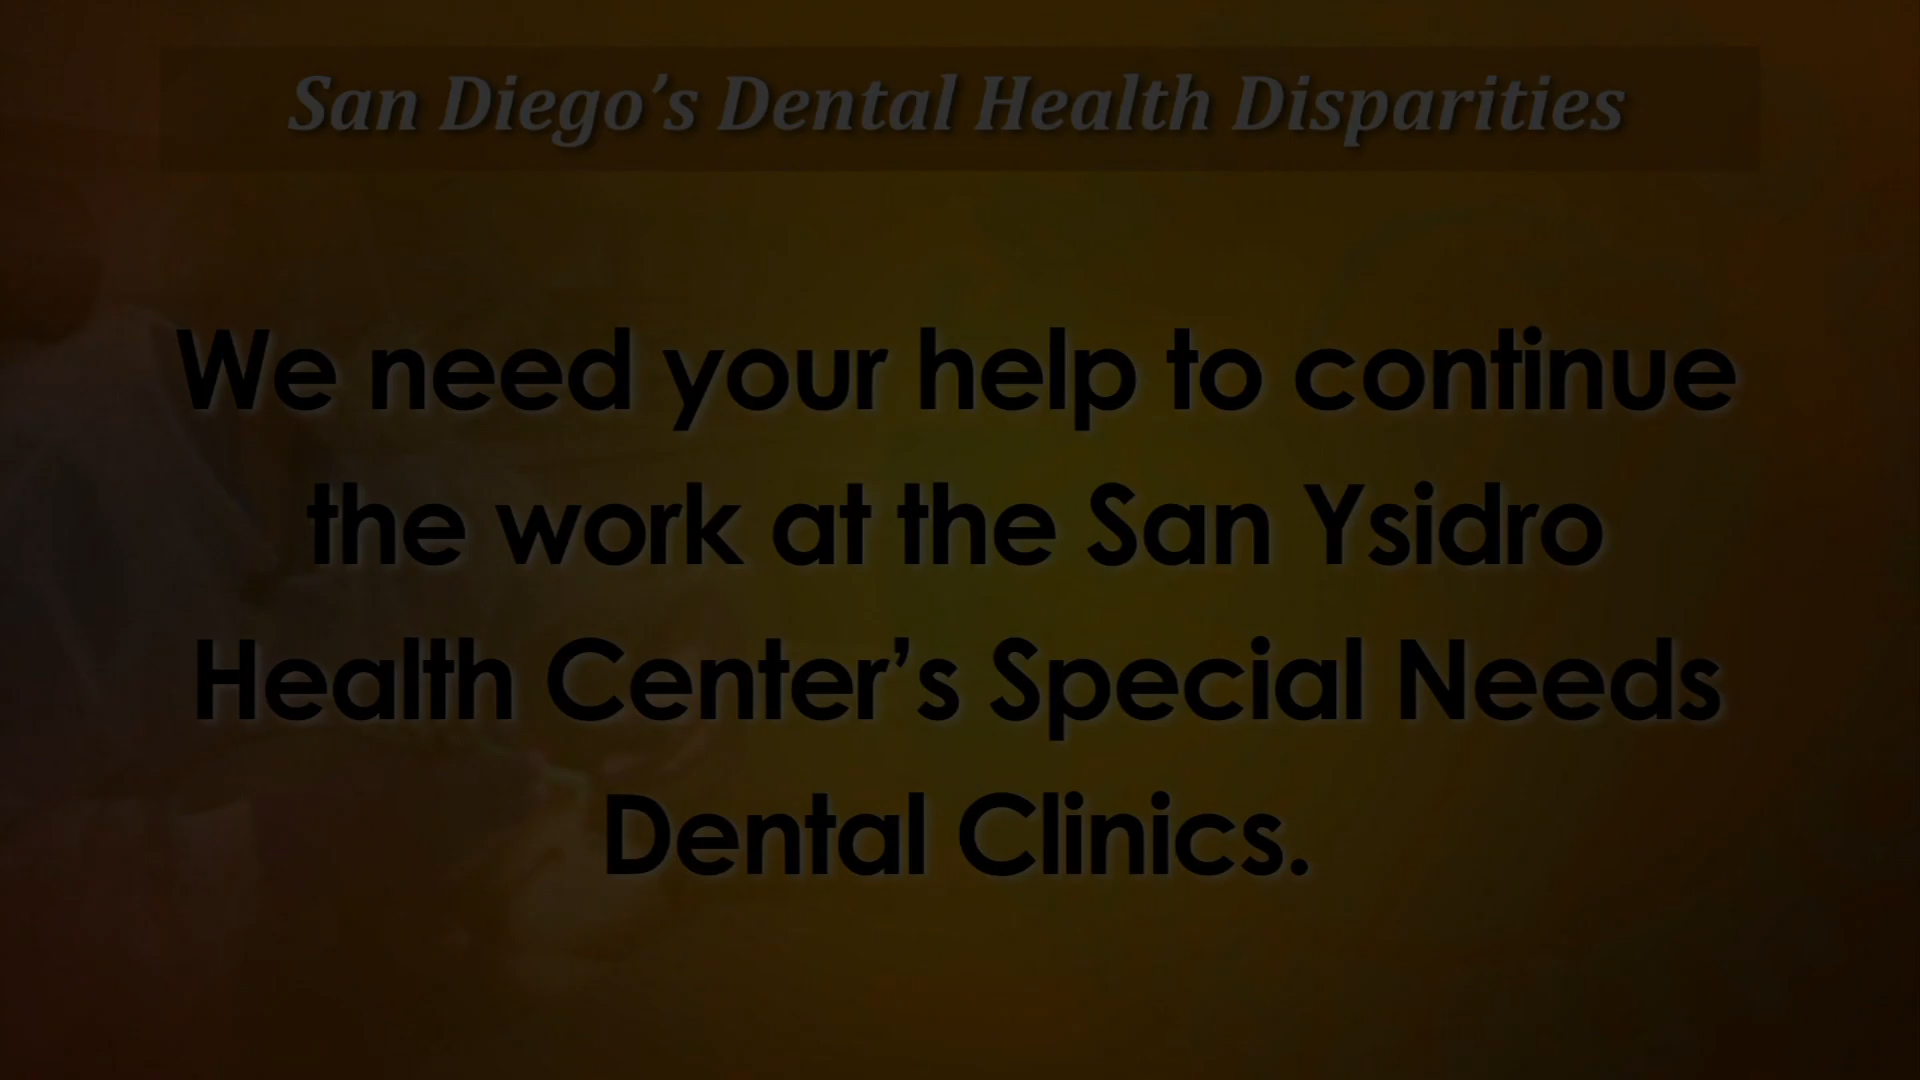 San Diego’s Dental Health Disparities
We need your help to continue
the work at the San Ysidro
Health Center’s Special Needs
Dental Clinics.